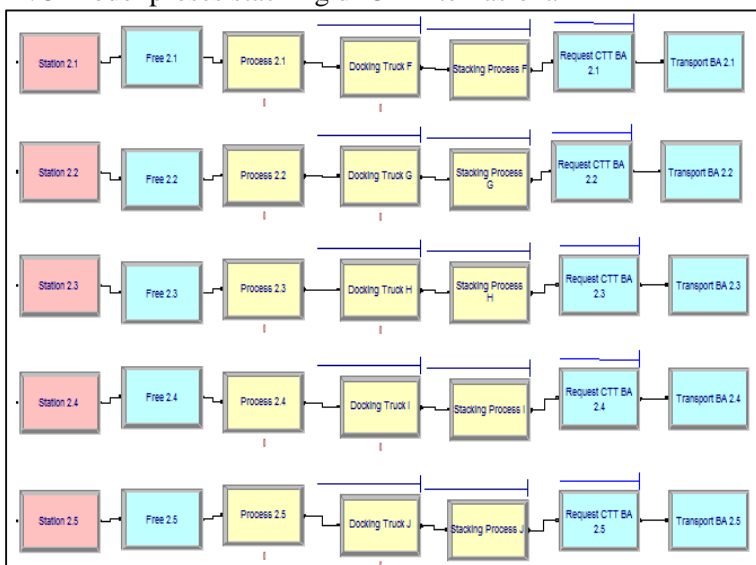 Station 2.1
Free 2.1
Process 2.1
Docking Truck F
Stacking Process F
Request CTT BA
2.1
Transport BA 2.1
Station 2.2
Free 2.2
Process 2.2
Docking Truck G
Stacking Process
G
Request CTT BA
2.2
Transport BA 2.2
Station 2.3
Free 2.3
Process 2.3
Docking Truck H
Stacking Process
H
Request CTT BA
2.3
Transport BA 2.3
Station 2.4
Free 2.4
Process 2.4
Docking Truck I
Stacking Process I
Request CTT BA
2.4
Transport BA 2.4
Station 2.5
Free 2.5
Process 2.5
Docking Truck J
Stacking Process J
Request CTT BA
2.5
Transport BA 2.5